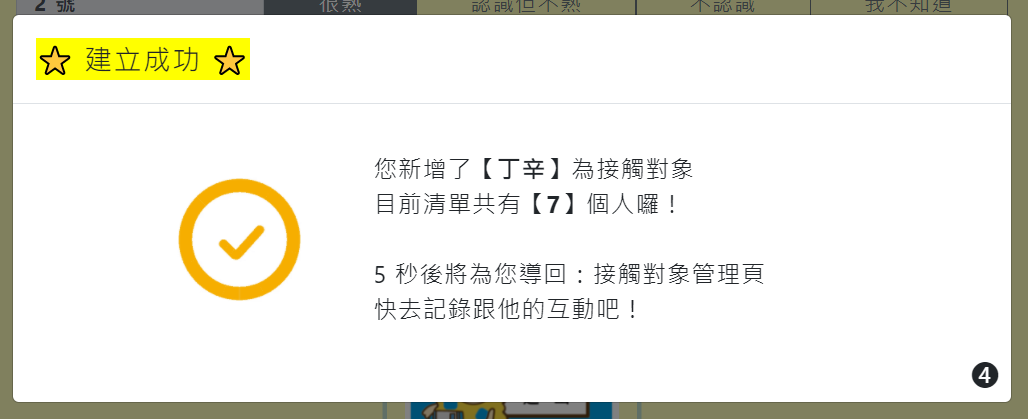 2 號
很熟
認識但不熟
不認識
我不知道
建立成功
您新增了【丁辛】為接觸對象
目前清單共有【7】個人囉！
5 秒後將為您導回：接觸對象管理頁
快去記錄跟他的互動吧！
4